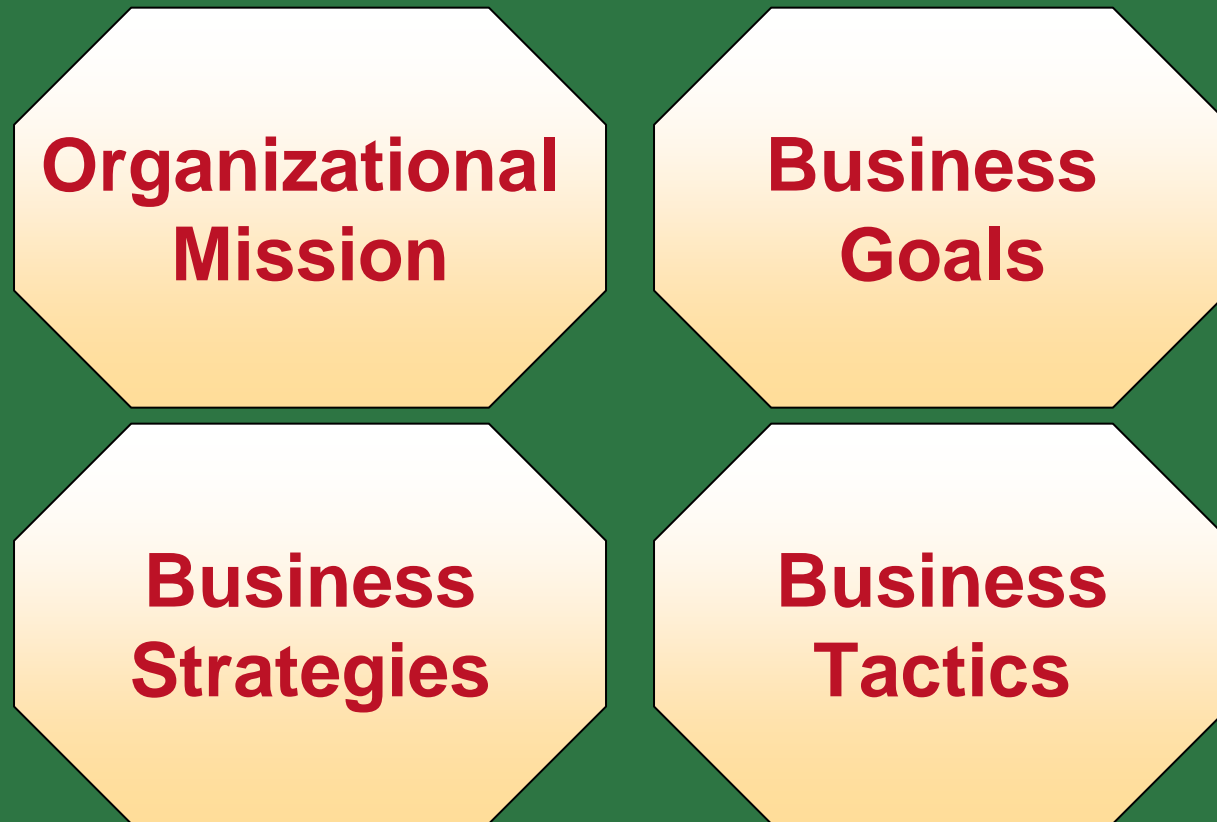 Organizational
Mission
Business
Goals
Business
Strategies
Business
Tactics